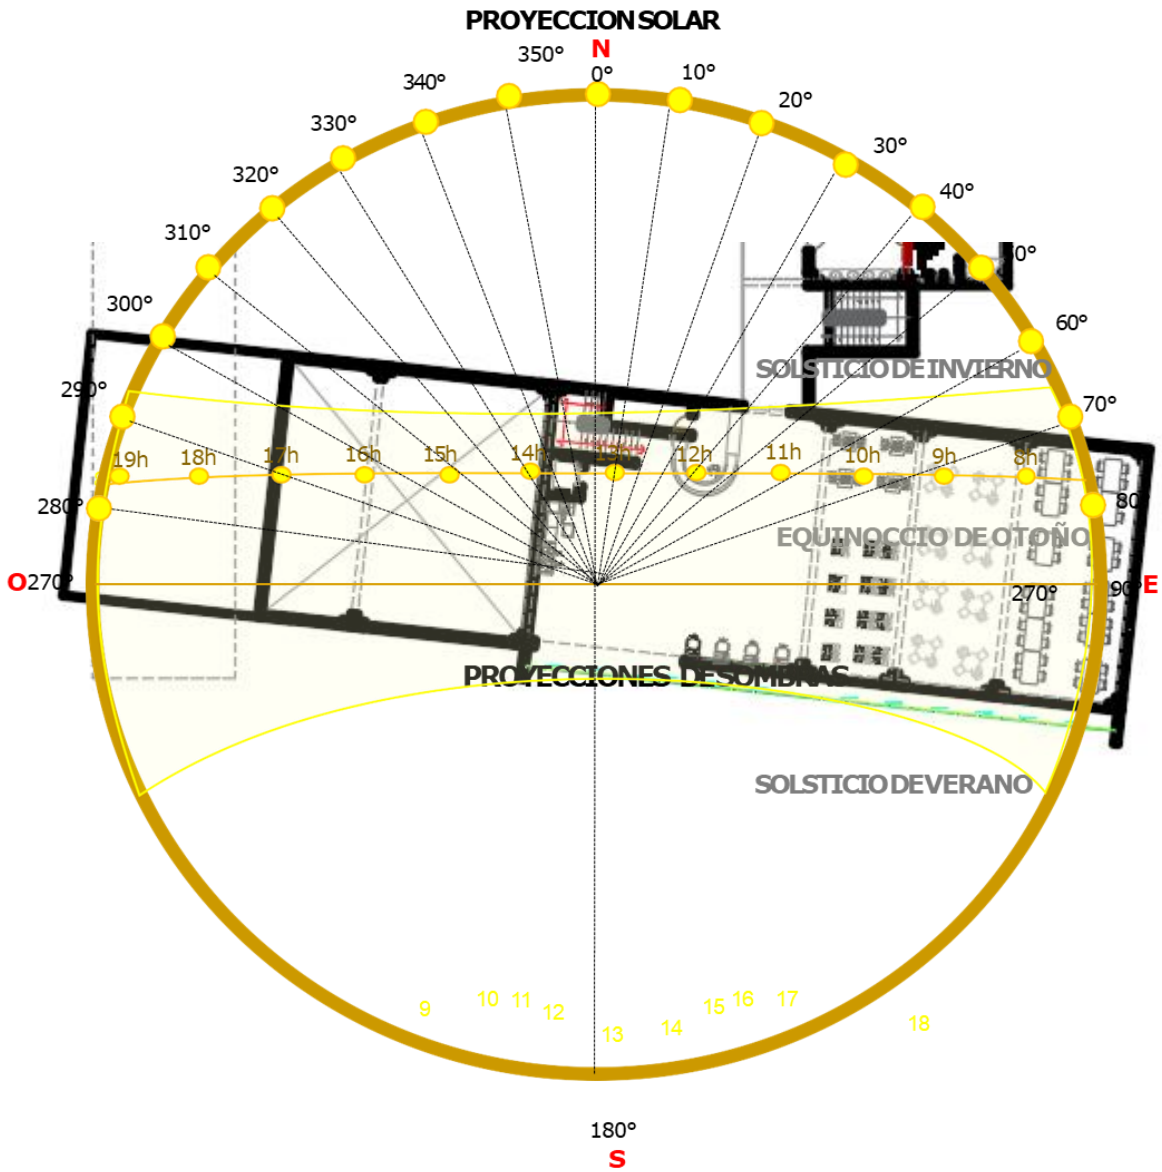 PROYECCION SOLAR
N
350° 0° 10°
340° 20°
330° 30°
320° 40°
310° 50°
300° 60°
SOLSTICIO DE INVIERNO
290° 70°
19h 18h 17h 16h 15h 14h 13h 12h 11h 10h 9h 8h
280° 80°
EQUINOCCIO DE OTOÑO
O 270° 270° 90° E
PROYECCIONES DE SOMBRAS
SOLSTICIO DE VERANO
9 10 11 12 13 14 15 16 17 18
180°
S